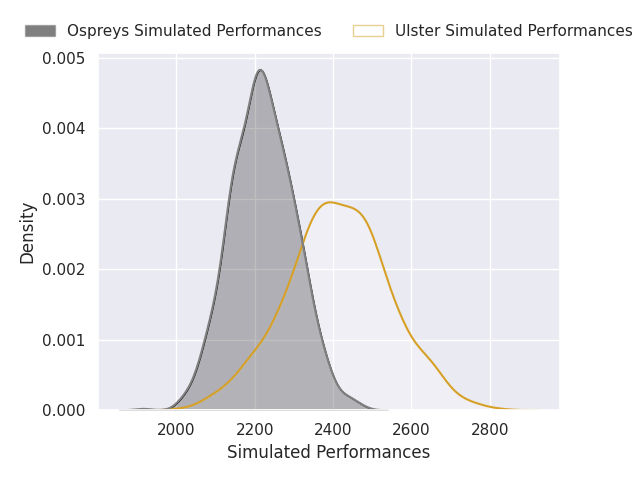 Ospreys Simulated Performances Ulster Simulated Performances
0.005
0.004
0.003
0.002
0.001
0.000
Density
2000 2200 2400 2600 2800
Simulated Performances